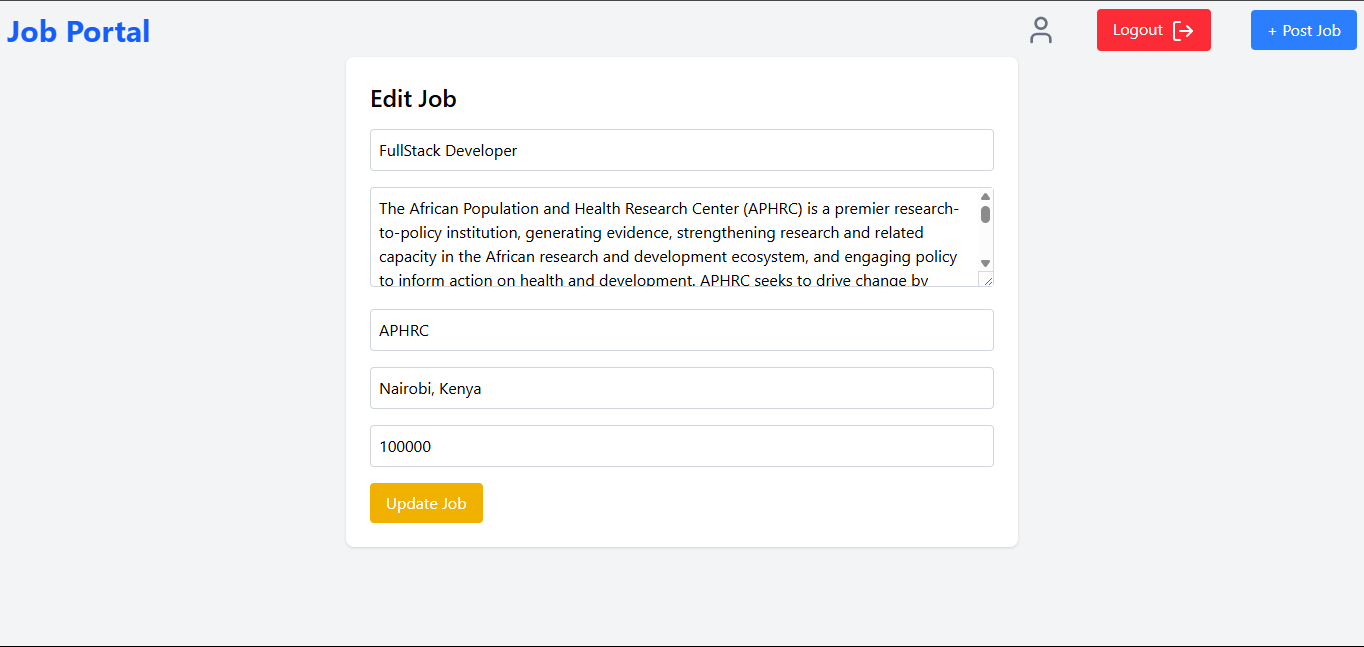 Job Portal
Logout
+ Post Job
Edit Job
FullStack Developer
The African Population and Health Research Center (APHRC) is a premier research-
to-policy institution, generating evidence, strengthening research and related
capacity in the African research and development ecosystem, and engaging policy
to inform action on health and development. APHRC seeks to drive change by
APHRC
Nairobi, Kenya
100000
Update Job